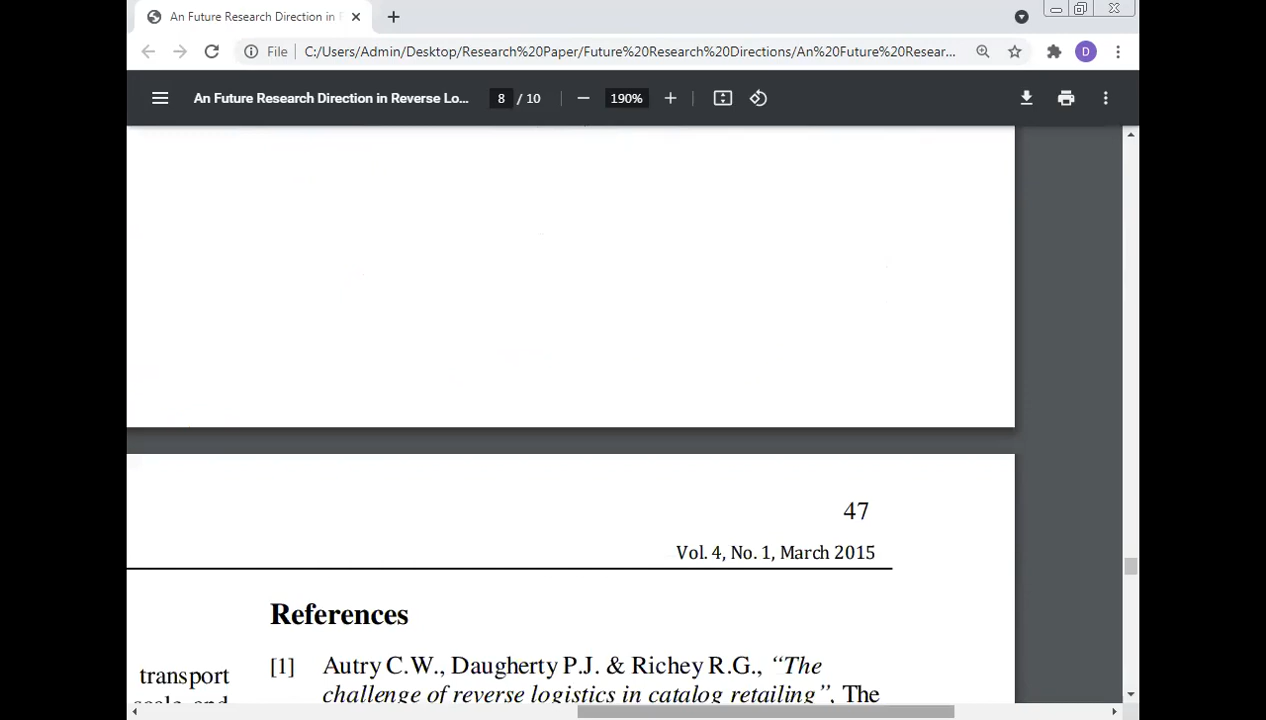 An Future Research Direction in
File
C:/Users/Admin/Desktop/Research%20Paper/Future%20Research%20Directions/An%20Future%20Resear...
D
An Future Research Direction in Reverse Lo...
8 / 10
190%
47
Vol. 4, No. 1, March 2015
References
transport
scale and
[1] Autry C.W., Daugherty P.J. & Richey R.G., “The
challenge of reverse logistics in catalog retailing”, The